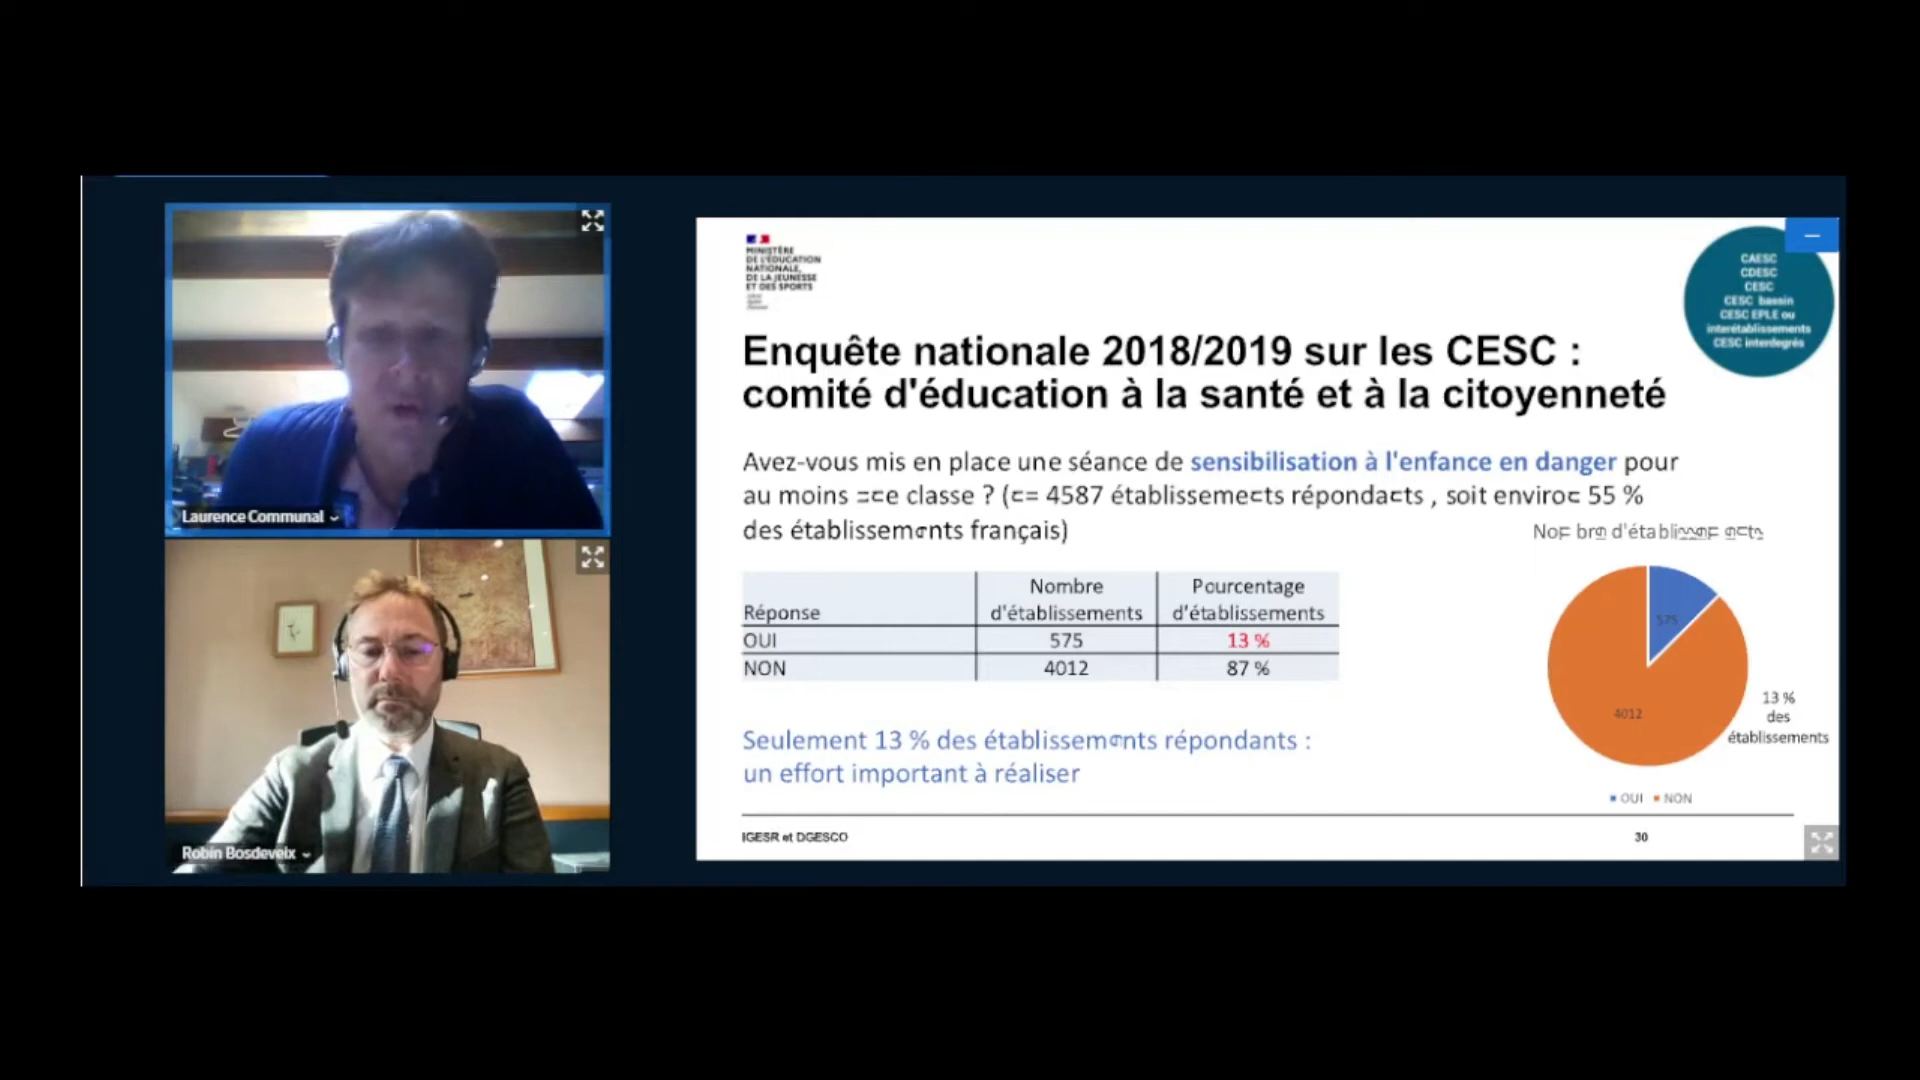 Laurence Communal
Robin Bosdeveix
MINISTÈRE
DE L'ÉDUCATION
NATIONALE,
DE LA JEUNESSE
ET DES SPORTS
CAESC
CDESC
CESC
CESC bassin
CESC EPLE ou
interétablissements
CESC interdegrés
Enquête nationale 2018/2019 sur les CESC :
comité d'éducation à la santé et à la citoyenneté
Avez-vous mis en place une séance de sensibilisation à l'enfance en danger pour
au moins classe ? ( = 4587 établissements répondants , soit environ 55 %
des établissements français)
Réponse
Nombre
d'établissements
Pourcentage
d'établissements
OUI 575 13 %
NON 4012 87 %
Nombre d'établissements
575
4012
13 %
des
établissements
OUI NON
Seulement 13 % des établissements répondants :
un effort important à réaliser
IGESR et DGESCO
30